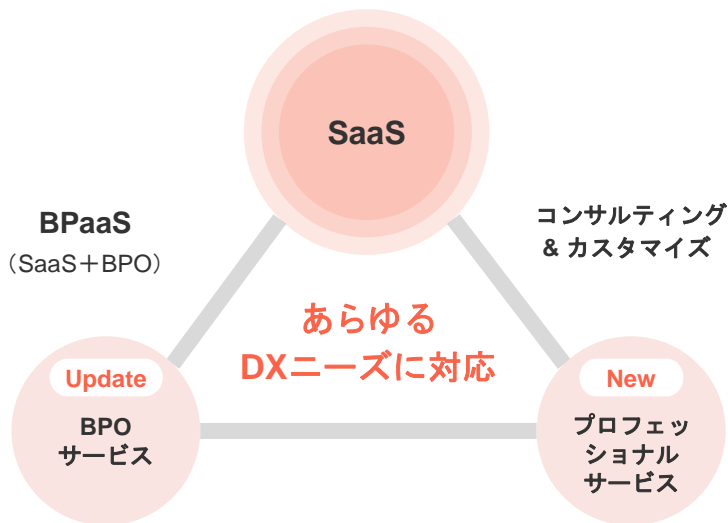 SaaS
BPaaS
（SaaS＋BPO）
コンサルティング
& カスタマイズ
あらゆる
DXニーズに対応
Update
BPO
サービス
New
プロフェッ
ショナル
サービス